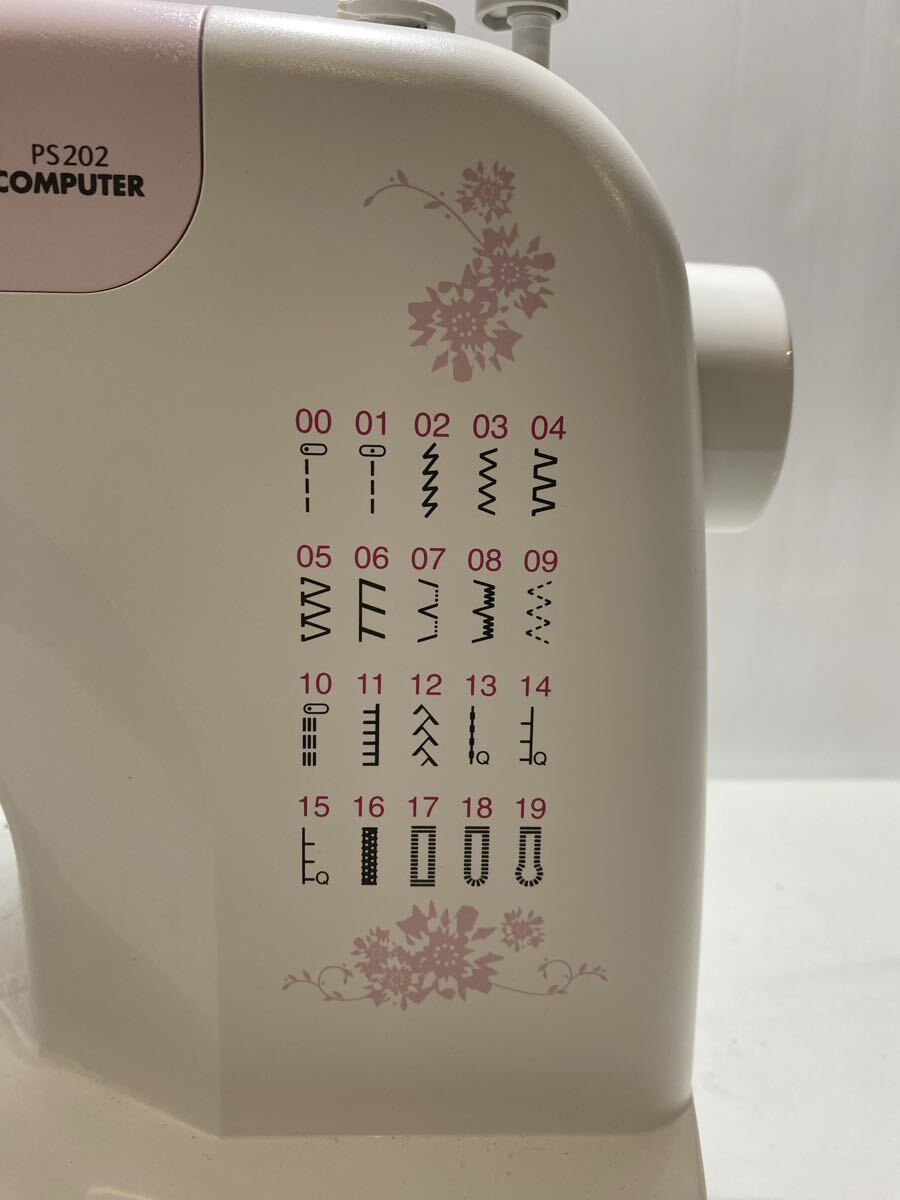 PS202
COMPUTER
00 01 02 03 04
05 06 07 08 09
10 11 12 13 14
Q Q
15 16 17 18 19
Q